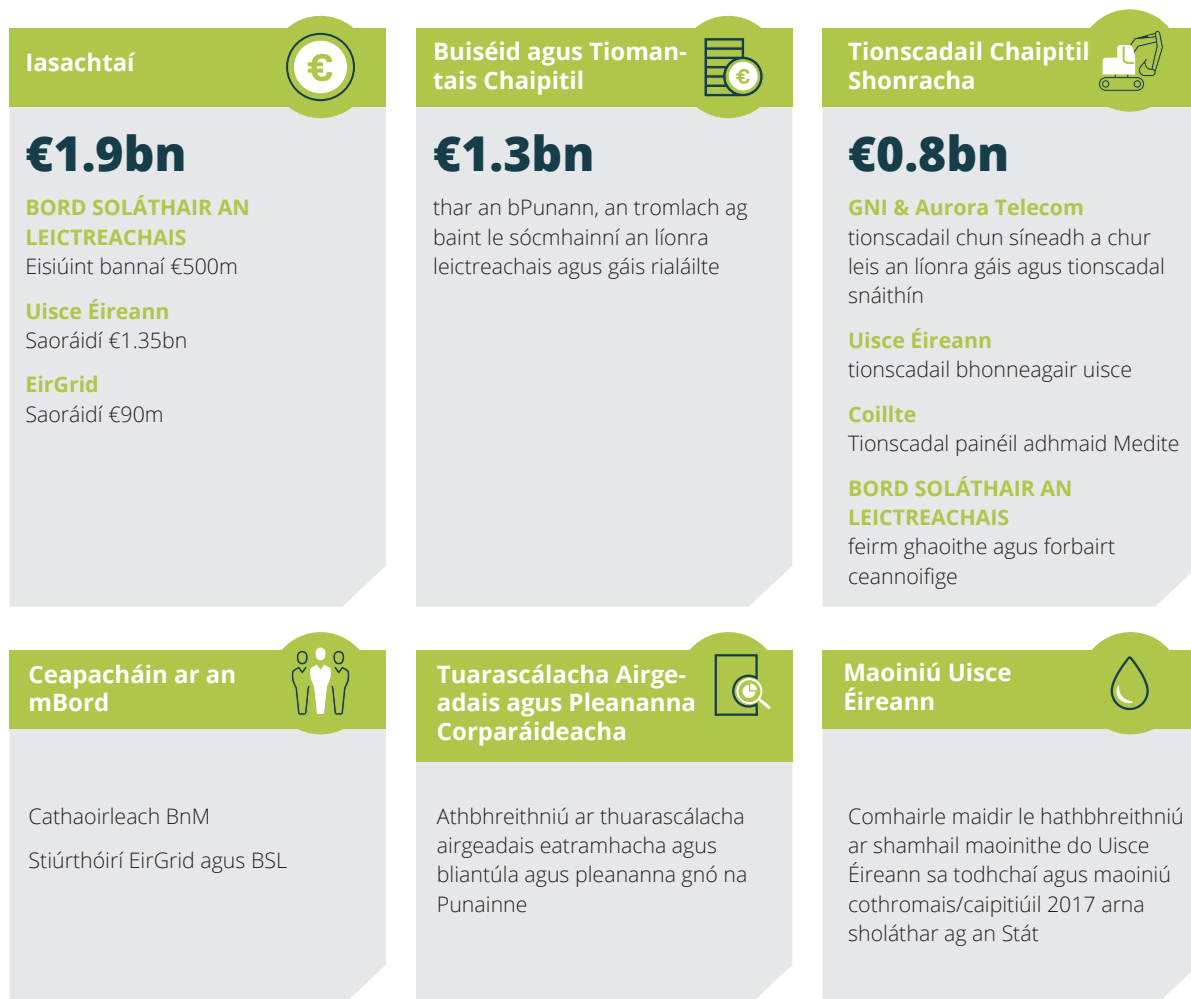 Iasachtaí
€
€1.9bn
BORD SOLÁTHAIR AN
LEICTREACHAIS
Eisiúint bannaí €500m
Uisce Éireann
Saoráidí €1.35bn
EirGrid
Saoráidí €90m
Buiséid agus Tioman-
tais Chaipitil
€
€1.3bn
thar an bPunann, an tromlach ag
baint le sócmhainní an líonra
leictreachais agus gáis rialáilte
Tionscadail Chaipitil
Shonracha
€0.8bn
GNI & Aurora Telecom
tionscadail chun síneadh a chur
leis an líonra gáis agus tionscadal
snáithín
Uisce Éireann
tionscadail bhonneagair uisce
Coillte
Tionscadal painéil adhmaid Medite
BORD SOLÁTHAIR AN
LEICTREACHAIS
feirm ghaoithe agus forbairt
ceannoifige
Ceapacháin ar an
mBord
Cathaoirleach BnM
Stiúrthóirí EirGrid agus BSL
Tuarascálacha Airge-
adais agus Pleananna
Corparáideacha
Athbhreithniú ar thuarascálacha
airgeadais eatramhacha agus
bliantúla agus pleananna gnó na
Punainne
Maoiniú Uisce
Éireann
Comhairle maidir le hathbhreithniú
ar shamhail maoinithe do Uisce
Éireann sa todhchaí agus maoiniú
cothromais/caipitiúil 2017 arna
sholáthar ag an Stát